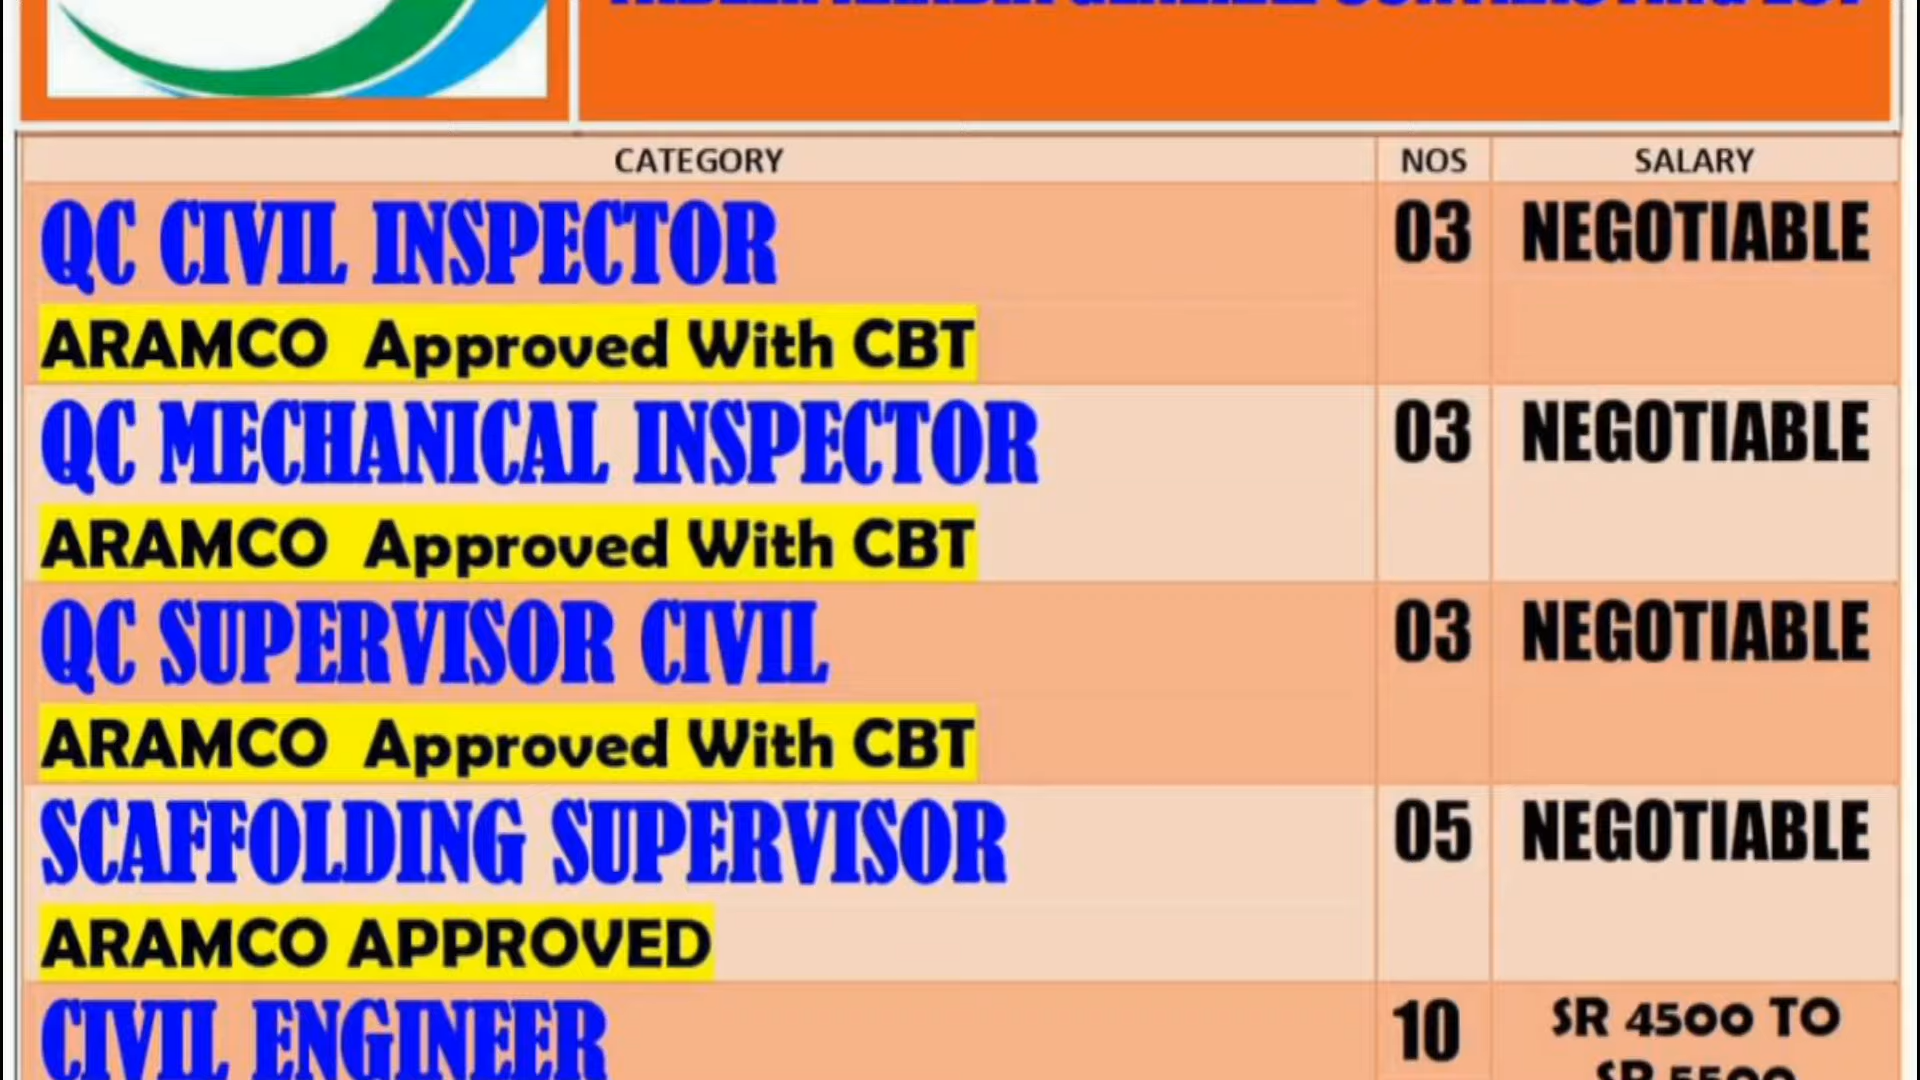 CATEGORY NOS SALARY
QC CIVIL INSPECTOR 03 NEGOTIABLE
ARAMCO Approved With CBT
QC MECHANICAL INSPECTOR 03 NEGOTIABLE
ARAMCO Approved With CBT
QC SUPERVISOR CIVIL 03 NEGOTIABLE
ARAMCO Approved With CBT
SCAFFOLDING SUPERVISOR 05 NEGOTIABLE
ARAMCO APPROVED
CIVIL ENGINEER 10 SR 4500 TO
SR 5500